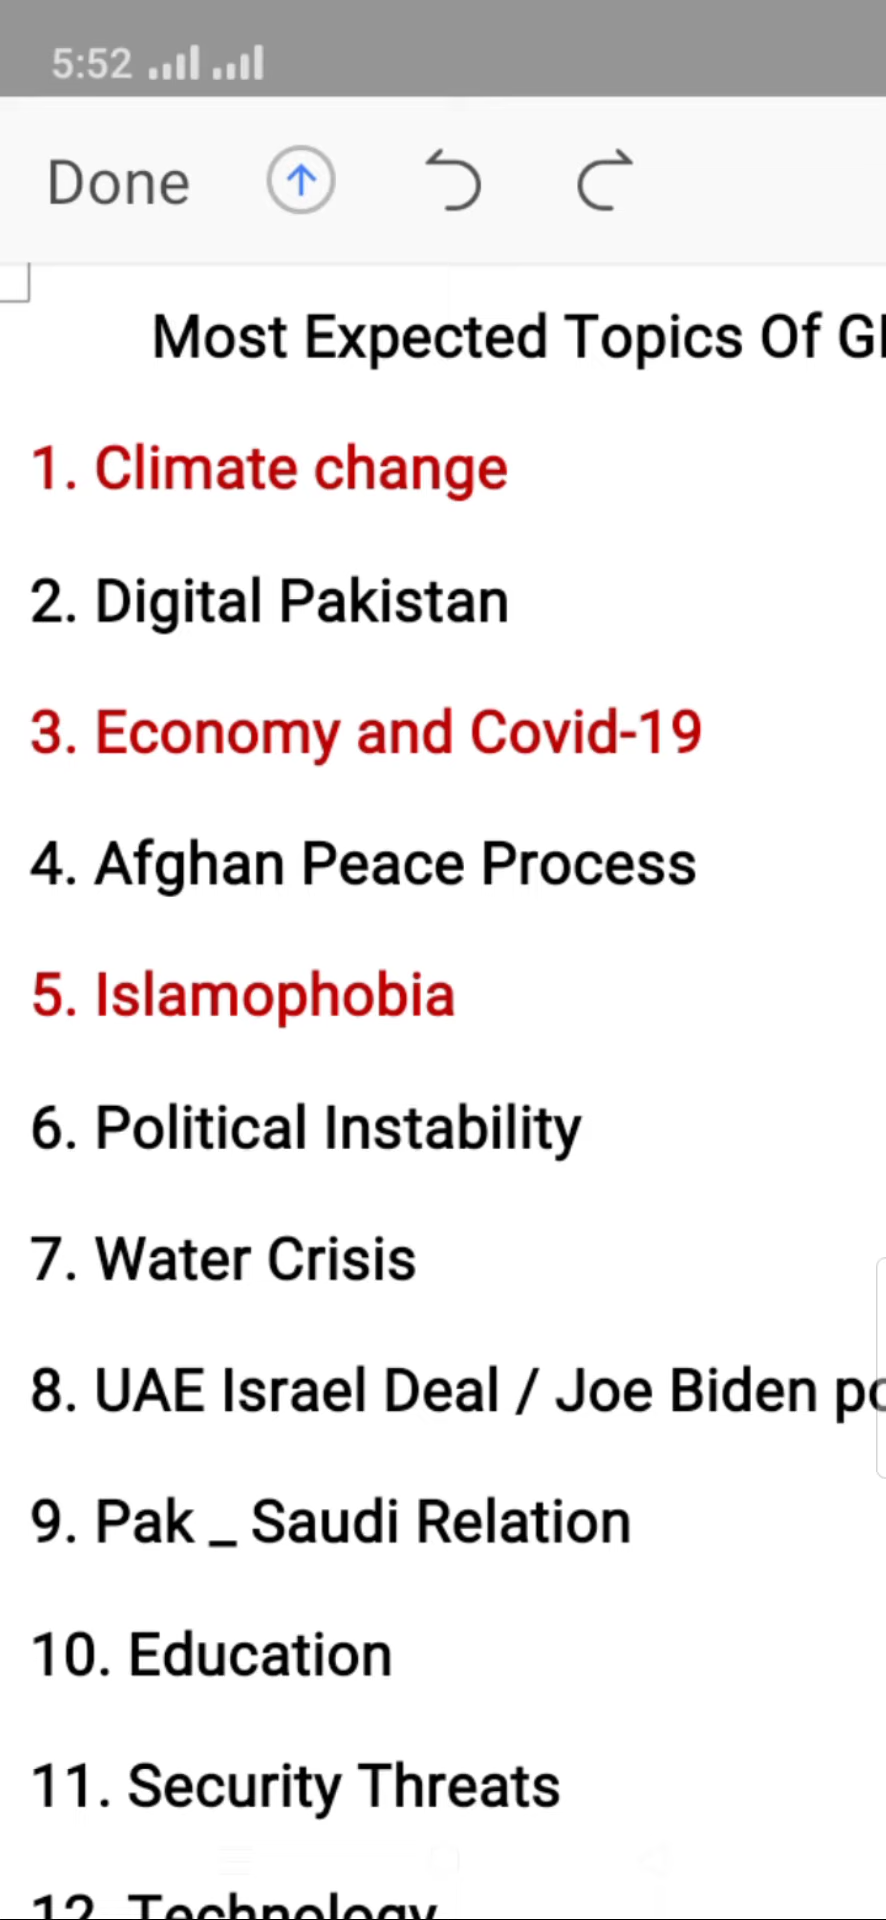 5:52
Done
Most Expected Topics Of
1. Climate change
2. Digital Pakistan
3. Economy and Covid-19
4. Afghan Peace Process
5. Islamophobia
6. Political Instability
7. Water Crisis
8. UAE Israel Deal / Joe Biden
9. Pak _ Saudi Relation
10. Education
11. Security Threats
12. Technology